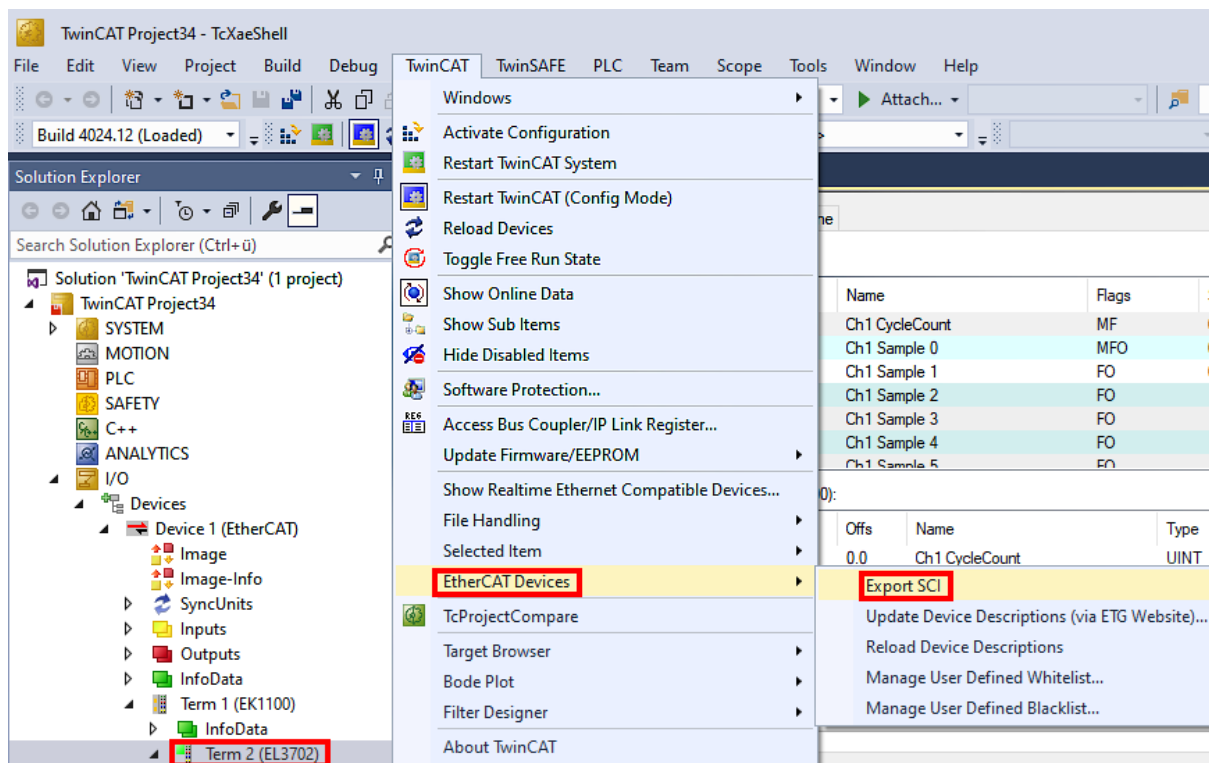 TwinCAT Project34 - TcXaeShell
File Edit View Project Build Debug TwinCAT TwinSAFE PLC Team Scope Tools Window Help
Attach...
Build 4024.12 (Loaded)
Solution Explorer
Search Solution Explorer (Ctrl+ü)
Solution 'TwinCAT Project34' (1 project)
TwinCAT Project34
SYSTEM
MOTION
PLC
SAFETY
C++
ANALYTICS
I/O
Devices
Device 1 (EtherCAT)
Image
Image-Info
SyncUnits
Inputs
Outputs
InfoData
Term 1 (EK1100)
InfoData
Term 2 (EL3702)
Windows
Activate Configuration
Restart TwinCAT System
Restart TwinCAT (Config Mode)
Reload Devices
Toggle Free Run State
Show Online Data
Show Sub Items
Hide Disabled Items
Software Protection...
REG
Access Bus Coupler/IP Link Register...
Update Firmware/EEPROM
Show Realtime Ethernet Compatible Devices...
File Handling
Selected Item
EtherCAT Devices
TcProjectCompare
Target Browser
Bode Plot
Filter Designer
About TwinCAT
Name Flags
Ch1 CycleCount MF
Ch1 Sample 0 MFO
Ch1 Sample 1 FO
Ch1 Sample 2 FO
Ch1 Sample 3 FO
Ch1 Sample 4 FO
Ch1 Sample 5 FO
Offs Name Type
0.0 Ch1 CycleCount UINT
Export SCI
Update Device Descriptions (via ETG Website)...
Reload Device Descriptions
Manage User Defined Whitelist...
Manage User Defined Blacklist...